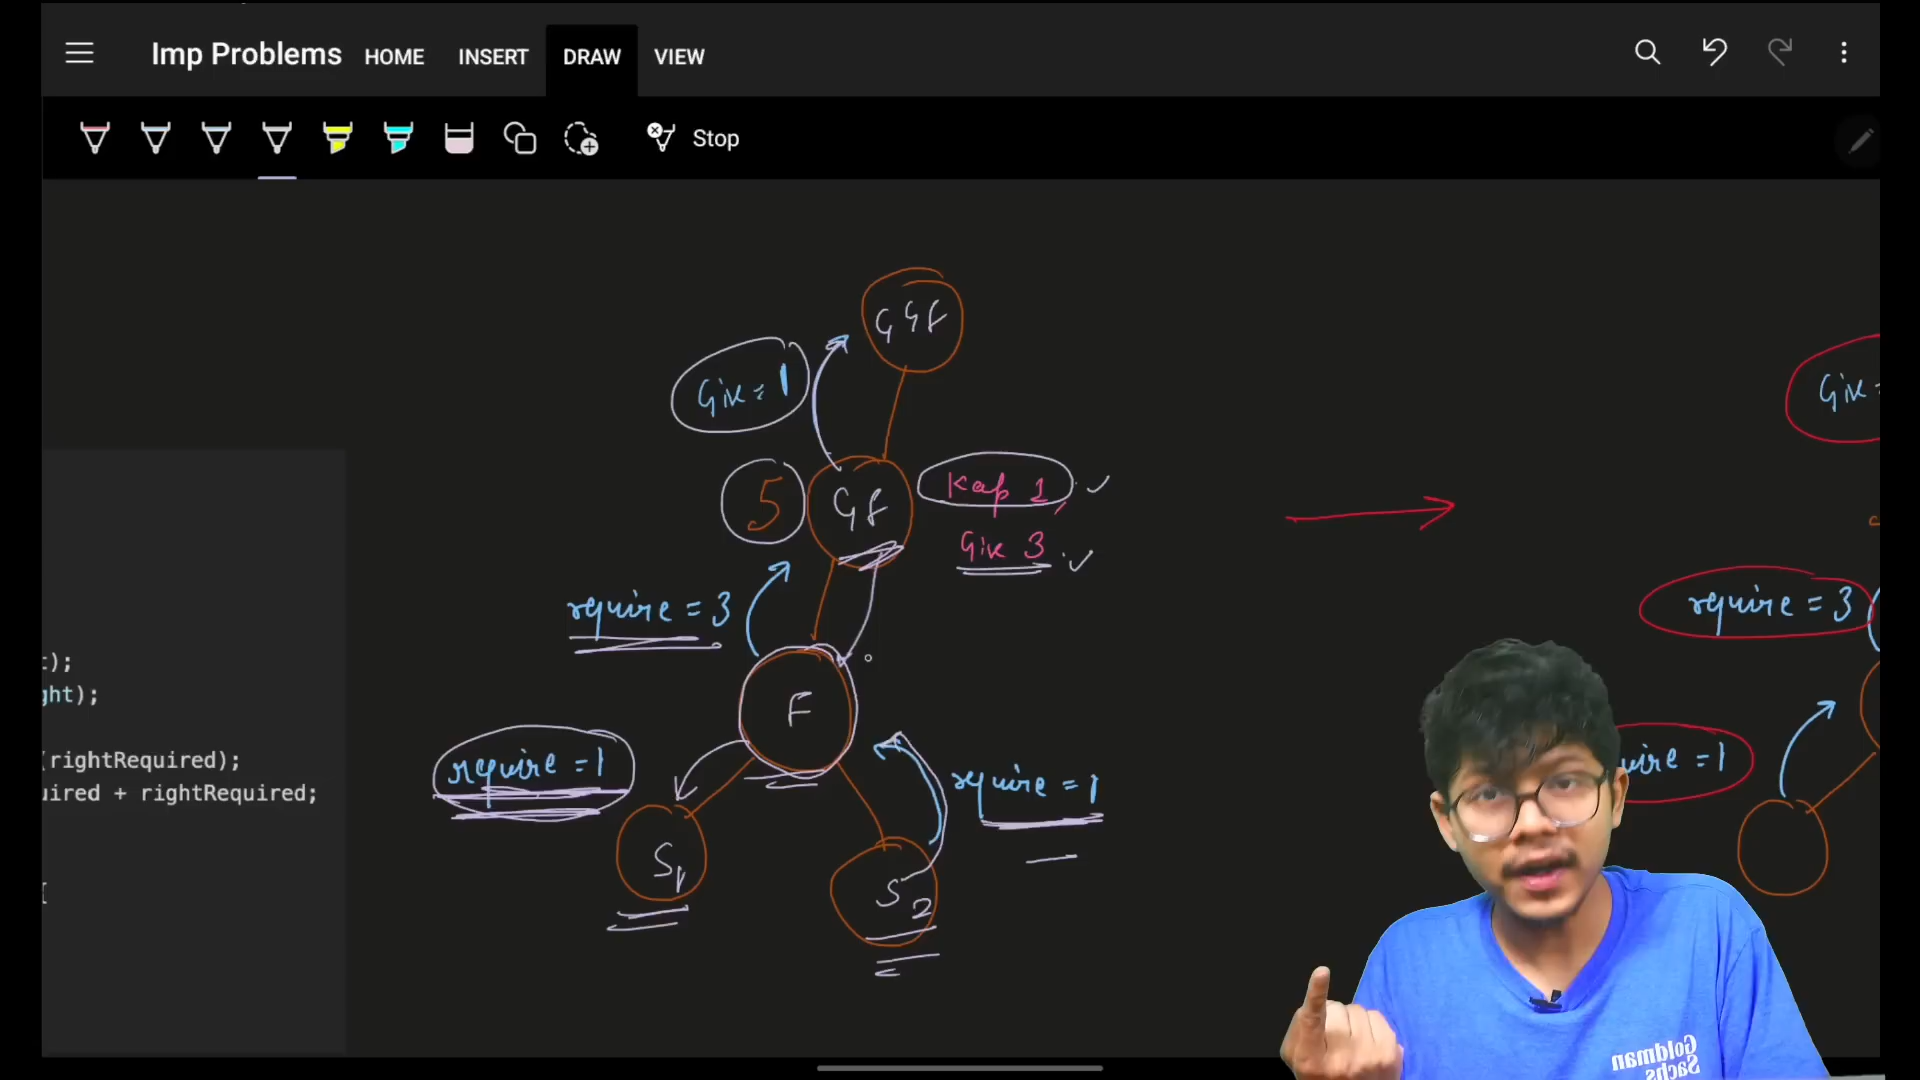 Imp Problems HOME INSERT DRAW VIEW
Stop
GGf
Give = 1
Give =
5
Gf
Kap 1
Give 3
require = 3
require = 3
F
require = 1
require = 1
uire = 1
S1
S2
t);
ght);
(rightRequired);
uired + rightRequired;
{
Goldman
Sachs